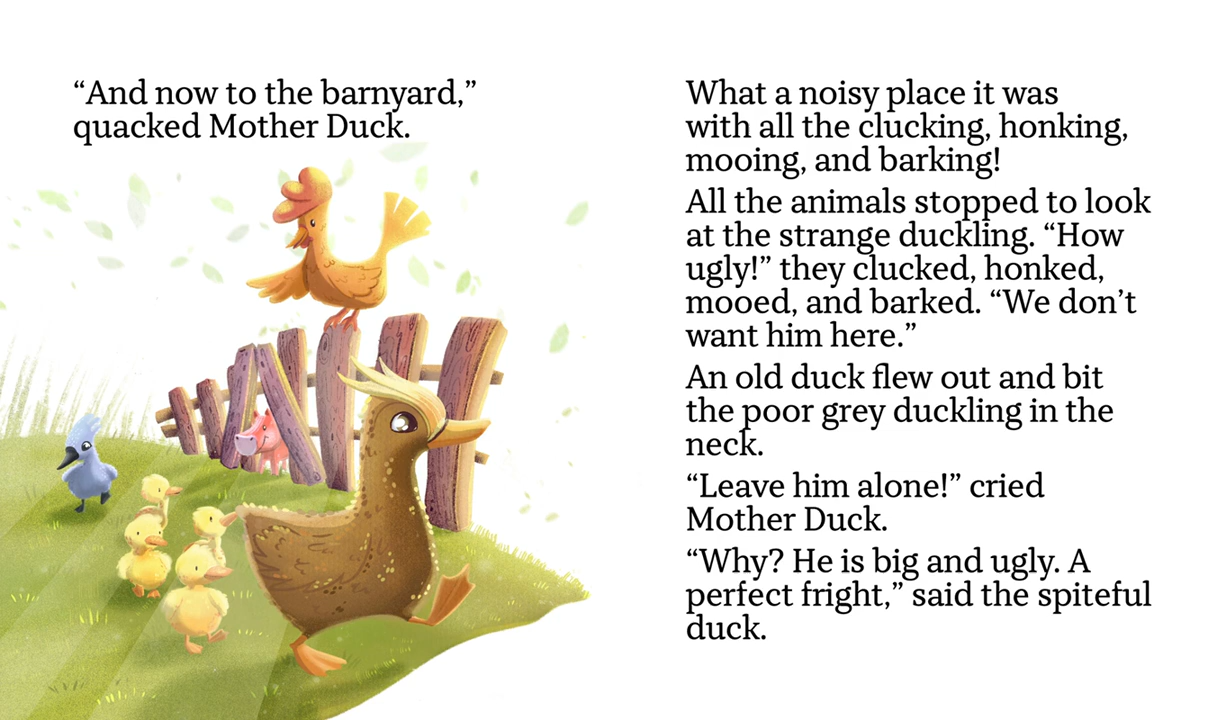 “And now to the barnyard,”
quacked Mother Duck.
What a noisy place it was
with all the clucking, honking,
mooing, and barking!
All the animals stopped to look
at the strange duckling. “How
ugly!” they clucked, honked,
mooed, and barked. “We don’t
want him here.”
An old duck flew out and bit
the poor grey duckling in the
neck.
“Leave him alone!” cried
Mother Duck.
“Why? He is big and ugly. A
perfect fright,” said the spiteful
duck.